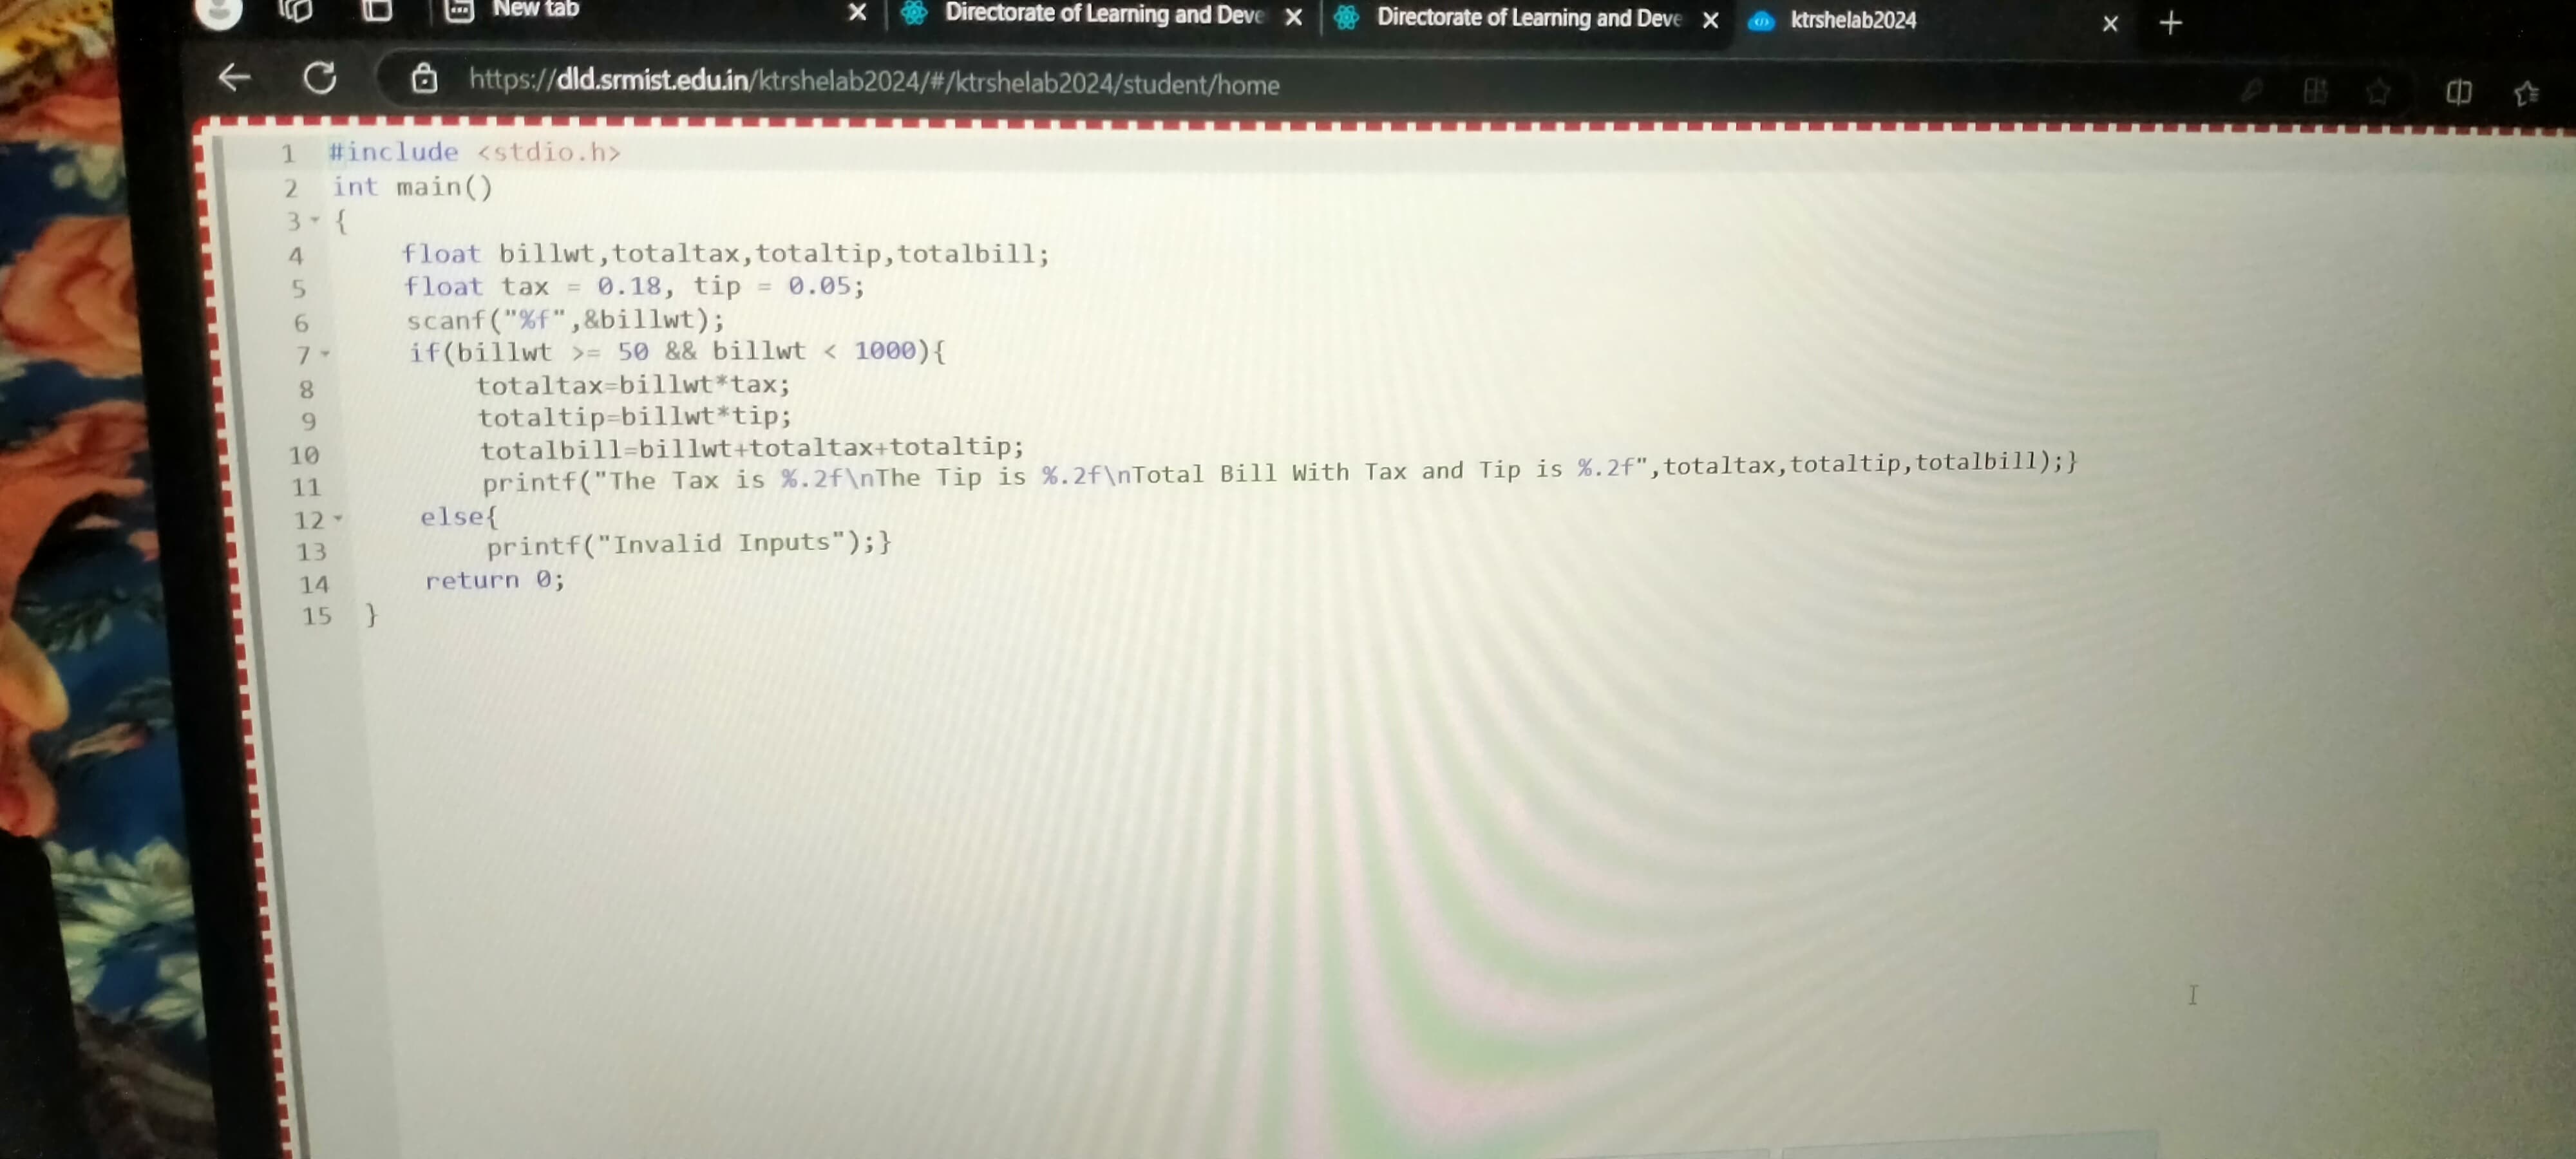 New tab
Directorate of Learning and Deve
Directorate of Learning and Deve
ktrshelab2024
https://dld.srmist.edu.in/ktrshelab2024/#/ktrshelab2024/student/home
1 #include <stdio.h>
2 int main()
3 {
4 float billwt,totaltax,totaltip,totalbill;
5 float tax = 0.18, tip = 0.05;
6 scanf("%f",&billwt);
7 if(billwt >= 50 && billwt < 1000){
8 totaltax=billwt*tax;
9 totaltip=billwt*tip;
10 totalbill=billwt+totaltax+totaltip;
11 printf("The Tax is %.2f\nThe Tip is %.2f\nTotal Bill With Tax and Tip is %.2f",totaltax,totaltip,totalbill);}
12 else{
13 printf("Invalid Inputs");}
14 return 0;
15 }